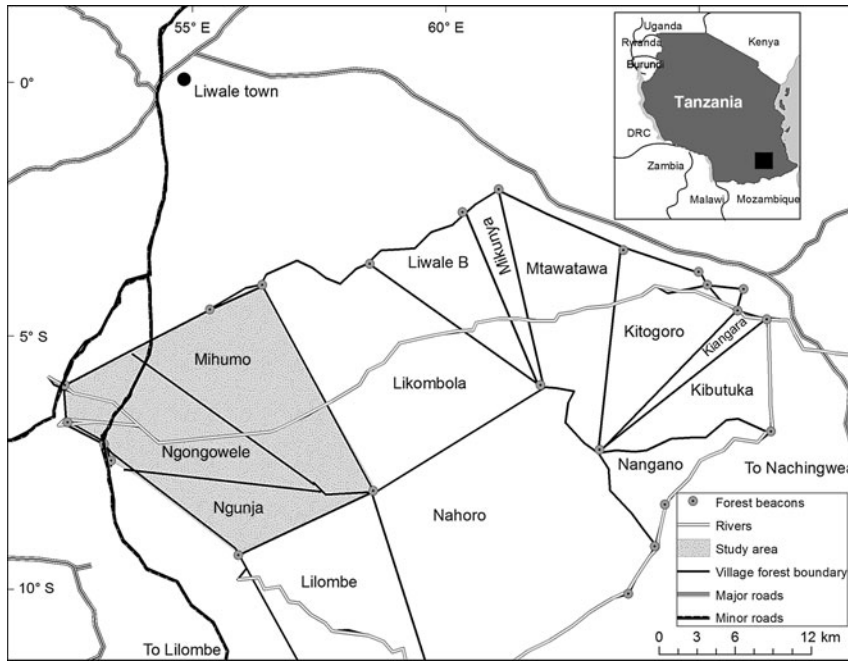 55° E
60° E
0°
5° S
10° S
Liwale town
Uganda
Rwanda
Burundi
Kenya
Tanzania
DRC
Zambia
Malawi
Mozambique
Liwale B
Mikunya
Mtawatawa
Mihumo
Likombola
Kitogoro
Kiangara
Kibutuka
Ngongowele
Ngunja
Nangano
To Nachingwea
Nahoro
Lilombe
To Lilombe
Forest beacons
Rivers
Study area
Village forest boundary
Major roads
Minor roads
0 3 6 8 12 km